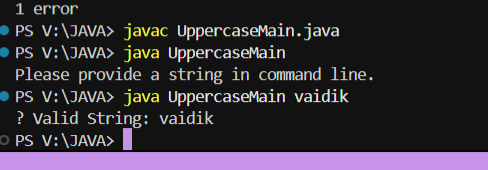 1 error
PS V:\JAVA> javac UppercaseMain.java
PS V:\JAVA> java UppercaseMain
Please provide a string in command line.
PS V:\JAVA> java UppercaseMain vaidik
? Valid String: vaidik
PS V:\JAVA>